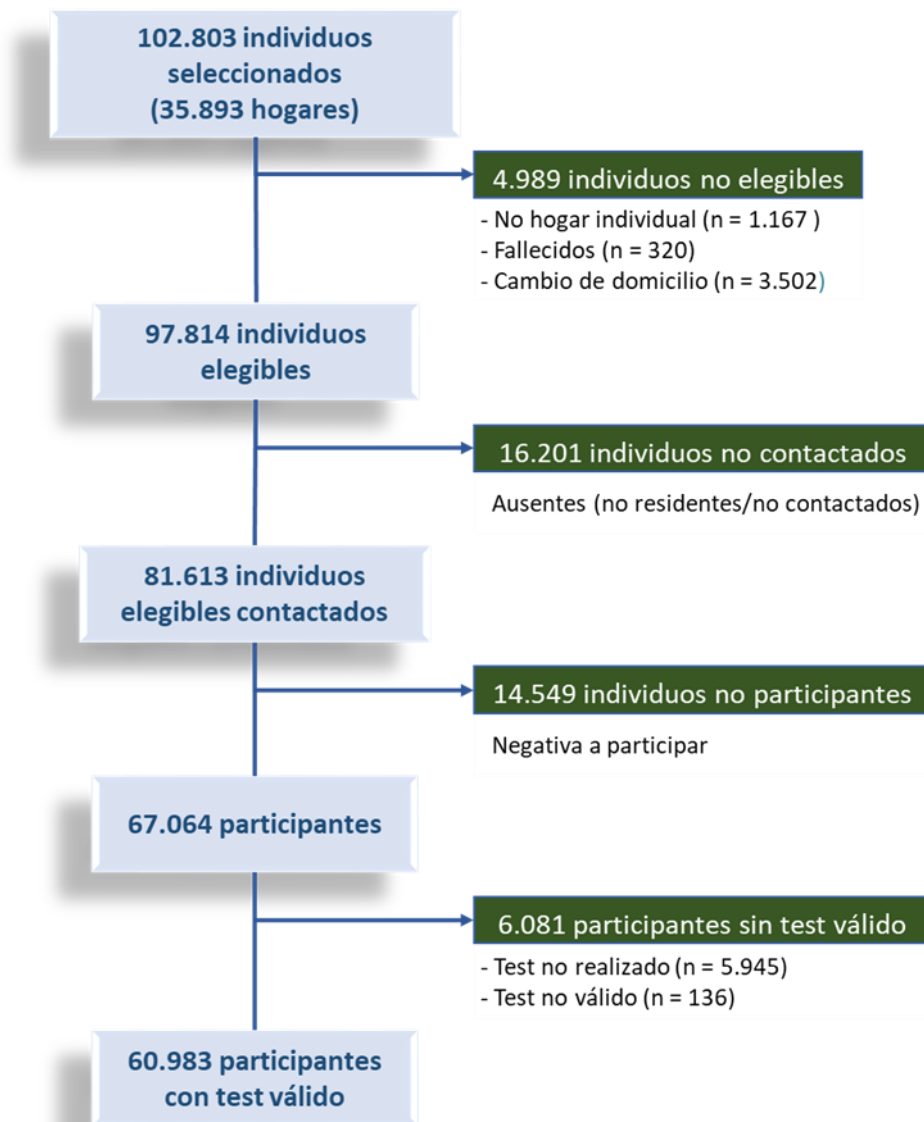 102.803 individuos
seleccionados
(35.893 hogares)
4.989 individuos no elegibles
- No hogar individual (n = 1.167 )
- Fallecidos (n = 320)
- Cambio de domicilio (n = 3.502)
97.814 individuos
elegibles
16.201 individuos no contactados
Ausentes (no residentes/no contactados)
81.613 individuos
elegibles contactados
14.549 individuos no participantes
Negativa a participar
67.064 participantes
6.081 participantes sin test válido
- Test no realizado (n = 5.945)
- Test no válido (n = 136)
60.983 participantes
con test válido